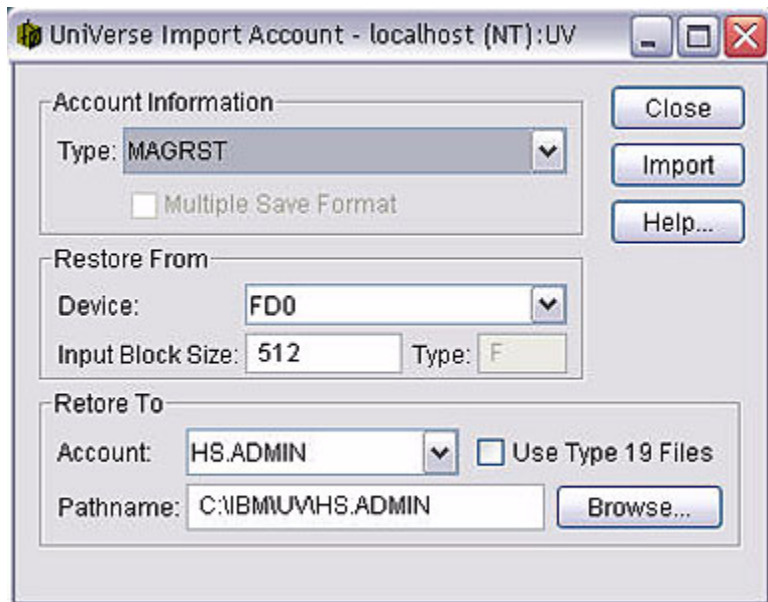 UniVerse Import Account - localhost (NT):UV
Account Information
Type: MAGRST
Multiple Save Format
Close
Import
Help...
Restore From
Device: FD0
Input Block Size: 512 Type: F
Retore To
Account: HS.ADMIN Use Type 19 Files
Pathname: C:\IBM\UV\HS.ADMIN Browse...